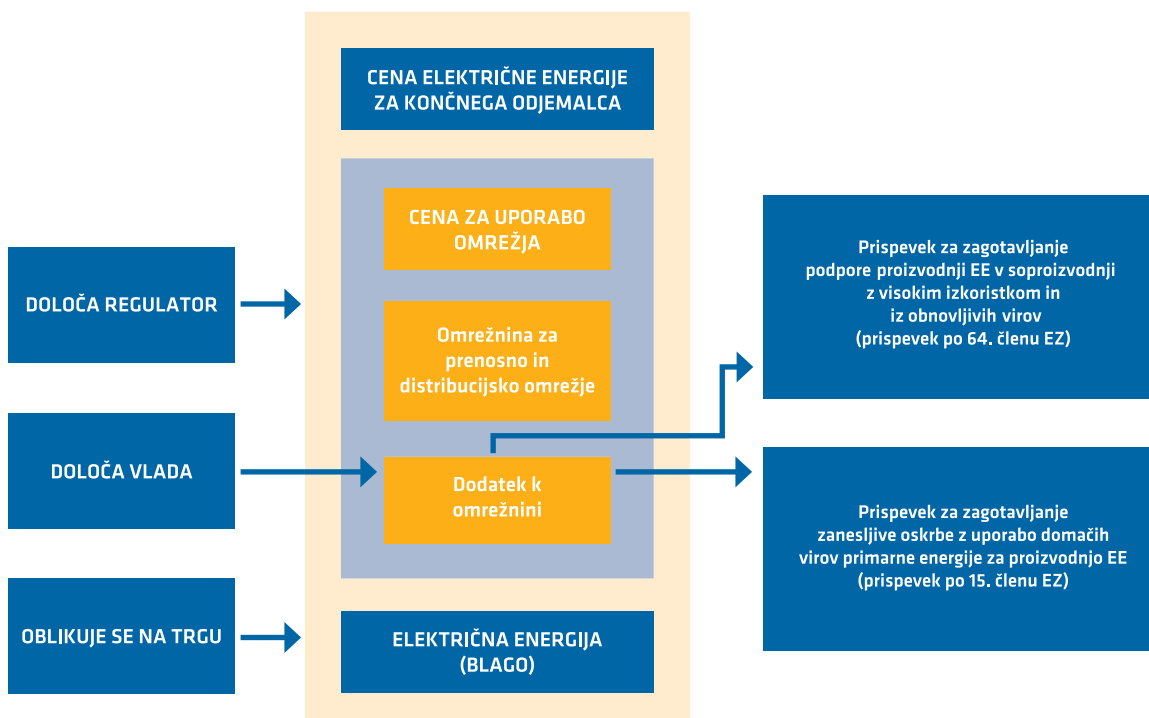 CENA ELEKTRIČNE ENERGIJE
ZA KONČNEGA ODJEMALCA
CENA ZA UPORABO
OMREŽJA
DOLOČA REGULATOR
Omrežnina za
prenosno in
distribucijsko omrežje
DOLOČA VLADA
Dodatek k
omrežnini
OBLIKUJE SE NA TRGU
ELEKTRIČNA ENERGIJA
(BLAGO)
Prispevek za zagotavljanje
podpore proizvodnji EE v soproizvodnji
z visokim izkoristkom in
iz obnovljivih virov
(prispevek po 64. členu EZ)
Prispevek za zagotavljanje
zanesljive oskrbe z uporabo domačih
virov primarne energije za proizvodnjo EE
(prispevek po 15. členu EZ)